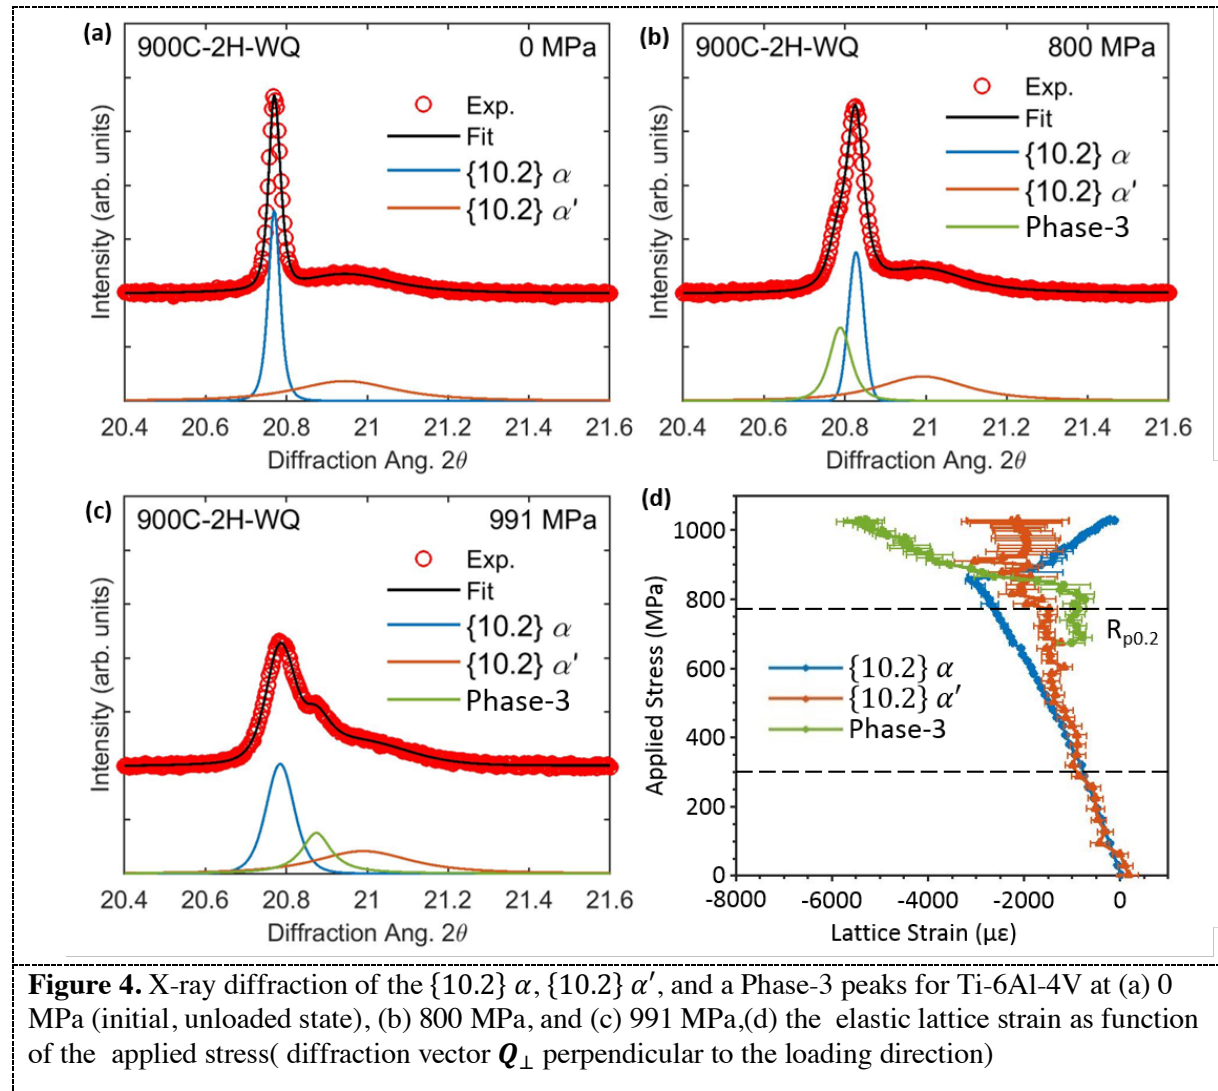 (a)
900C-2H-WQ 0 MPa
Exp.
Fit
{10.2} α
{10.2} α'
Intensity (arb. units)
20.4 20.6 20.8 21 21.2 21.4 21.6
Diffraction Ang. 2θ
(b)
900C-2H-WQ 800 MPa
Exp.
Fit
{10.2} α
{10.2} α'
Phase-3
Intensity (arb. units)
20.4 20.6 20.8 21 21.2 21.4 21.6
Diffraction Ang. 2θ
(c)
900C-2H-WQ 991 MPa
Exp.
Fit
{10.2} α
{10.2} α'
Phase-3
Intensity (arb. units)
20.4 20.6 20.8 21 21.2 21.4 21.6
Diffraction Ang. 2θ
(d)
1000
800
600
400
200
0
Applied Stress (MPa)
Rp0.2
{10.2} α
{10.2} α′
Phase-3
-8000 -6000 -4000 -2000 0
Lattice Strain (με)
Figure 4. X-ray diffraction of the {10.2} α, {10.2} α′, and a Phase-3 peaks for Ti-6Al-4V at (a) 0
MPa (initial, unloaded state), (b) 800 MPa, and (c) 991 MPa,(d) the elastic lattice strain as function
of the applied stress( diffraction vector Q⊥ perpendicular to the loading direction)